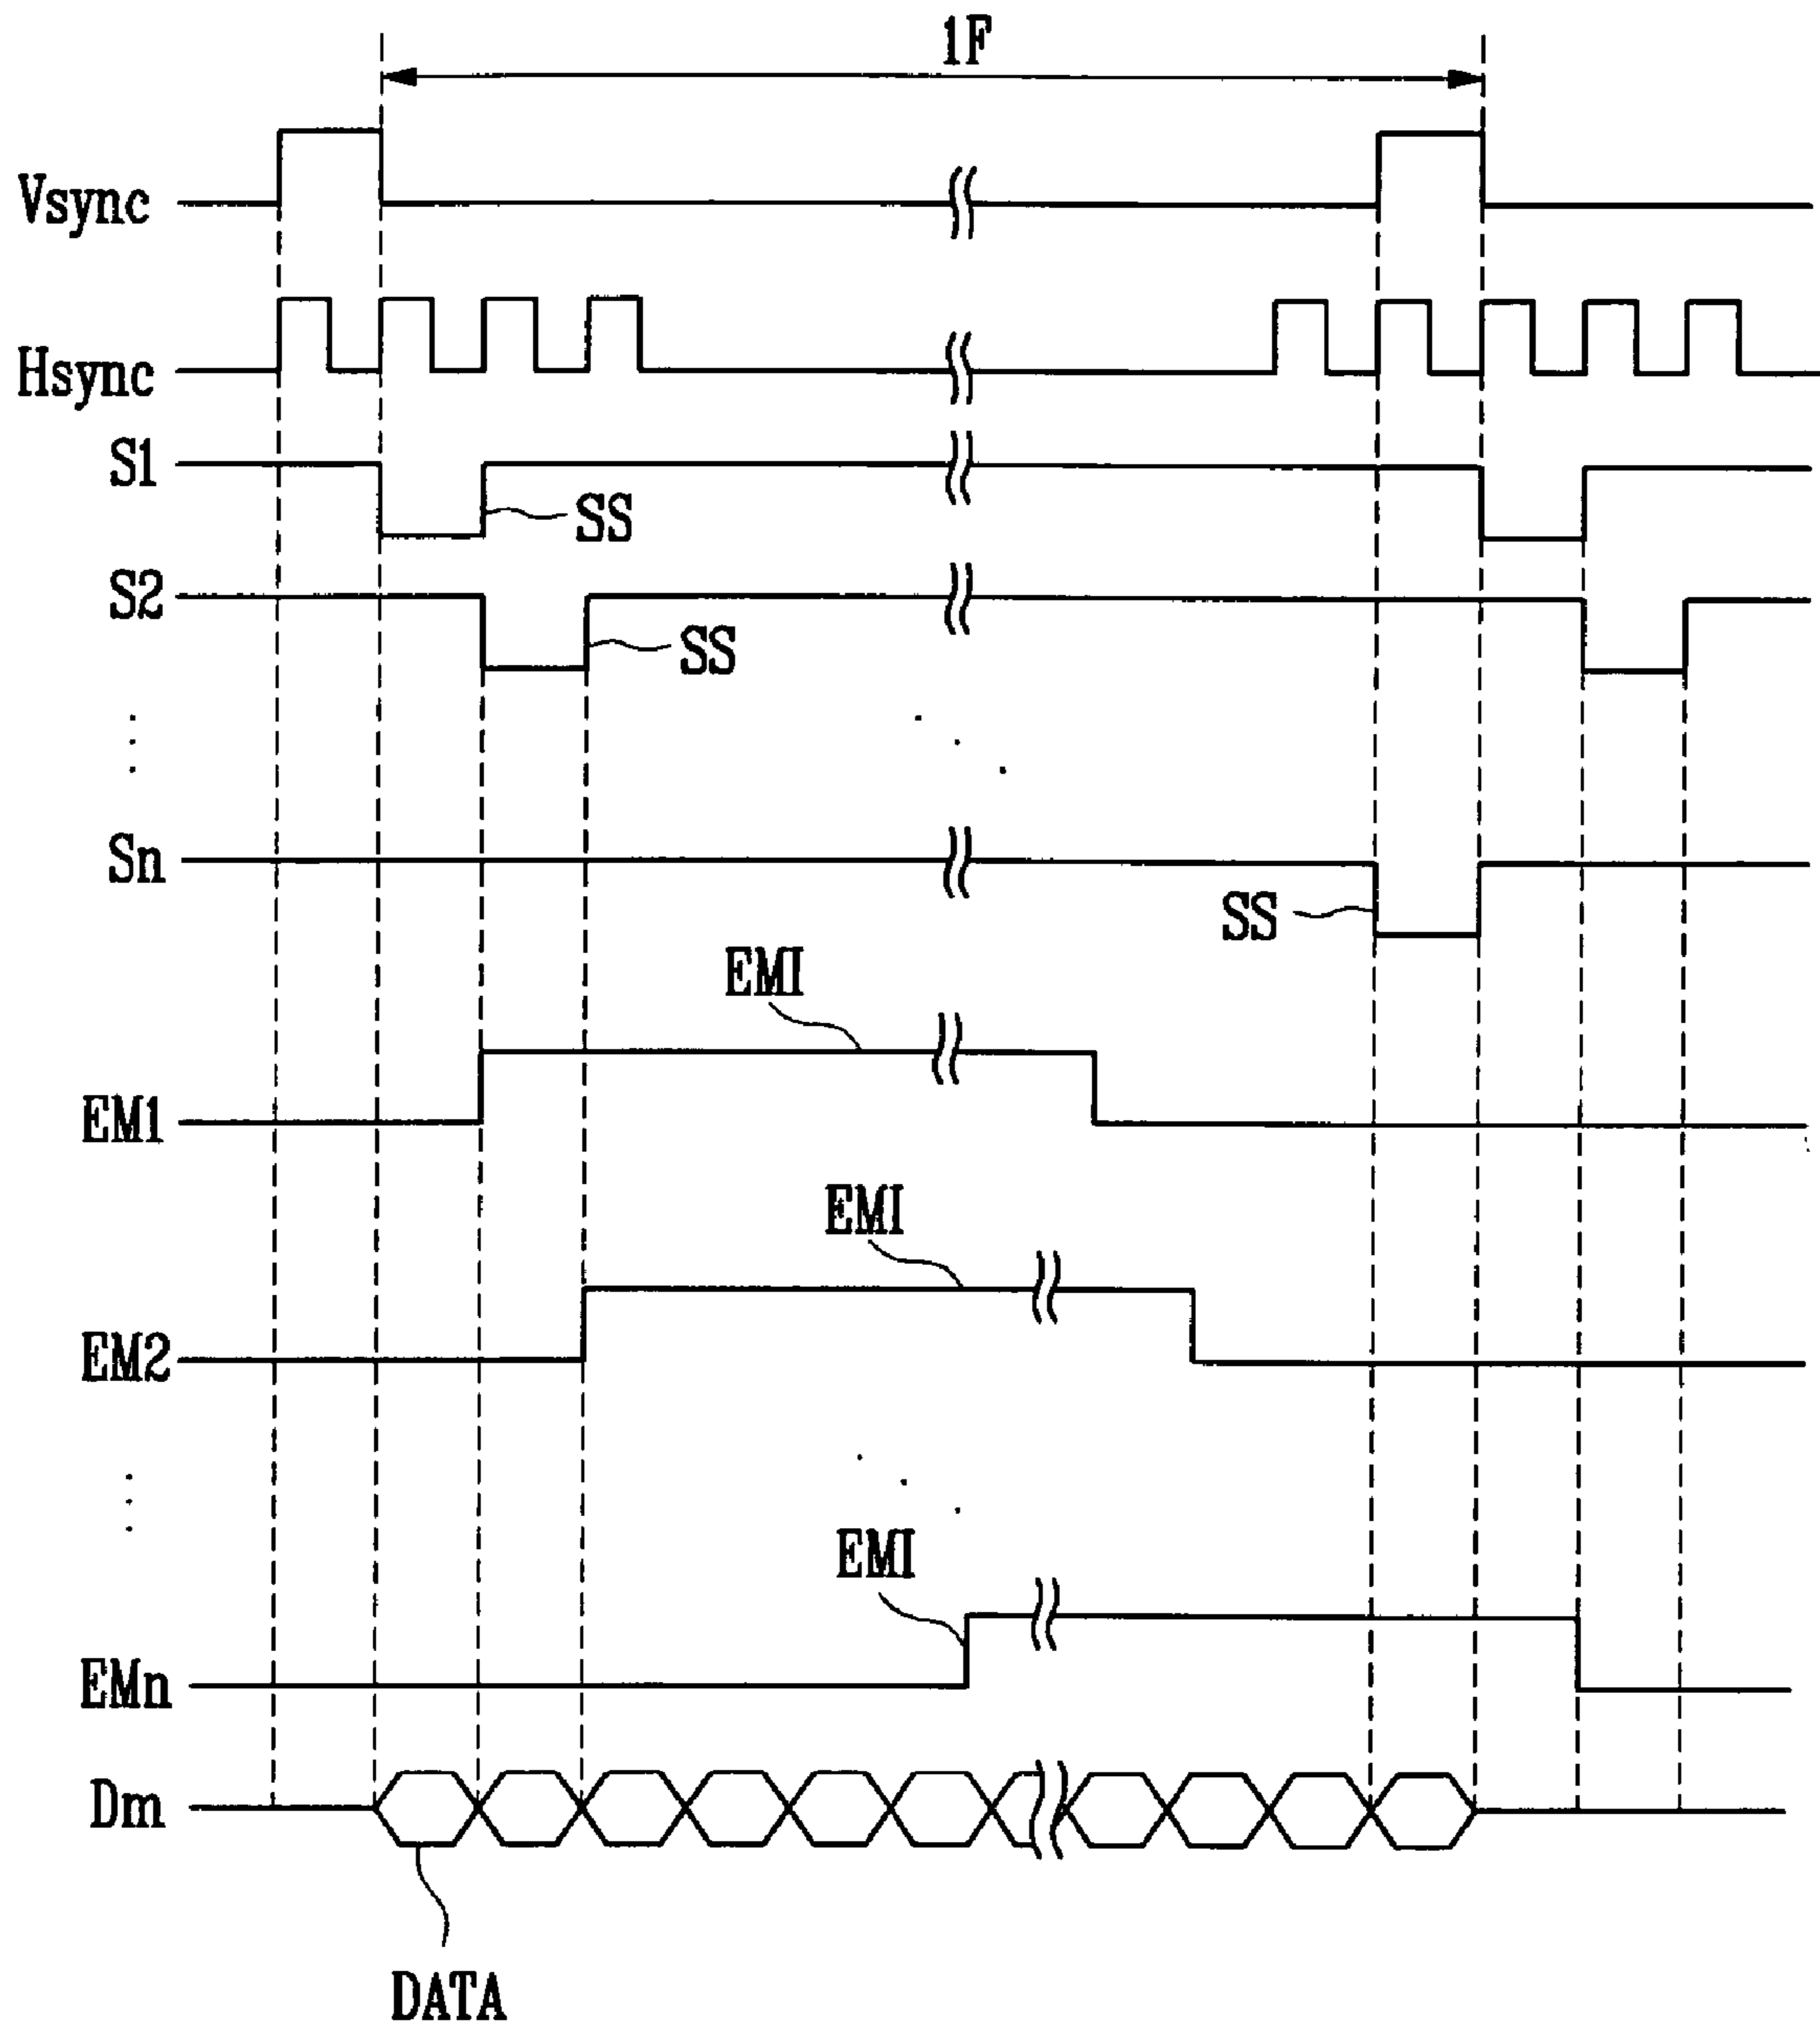 1F
Vsync
Hsync
S1
SS
S2
SS
Sn
SS
EMI
EM1
EMI
EM2
EMI
EMn
Dm
DATA